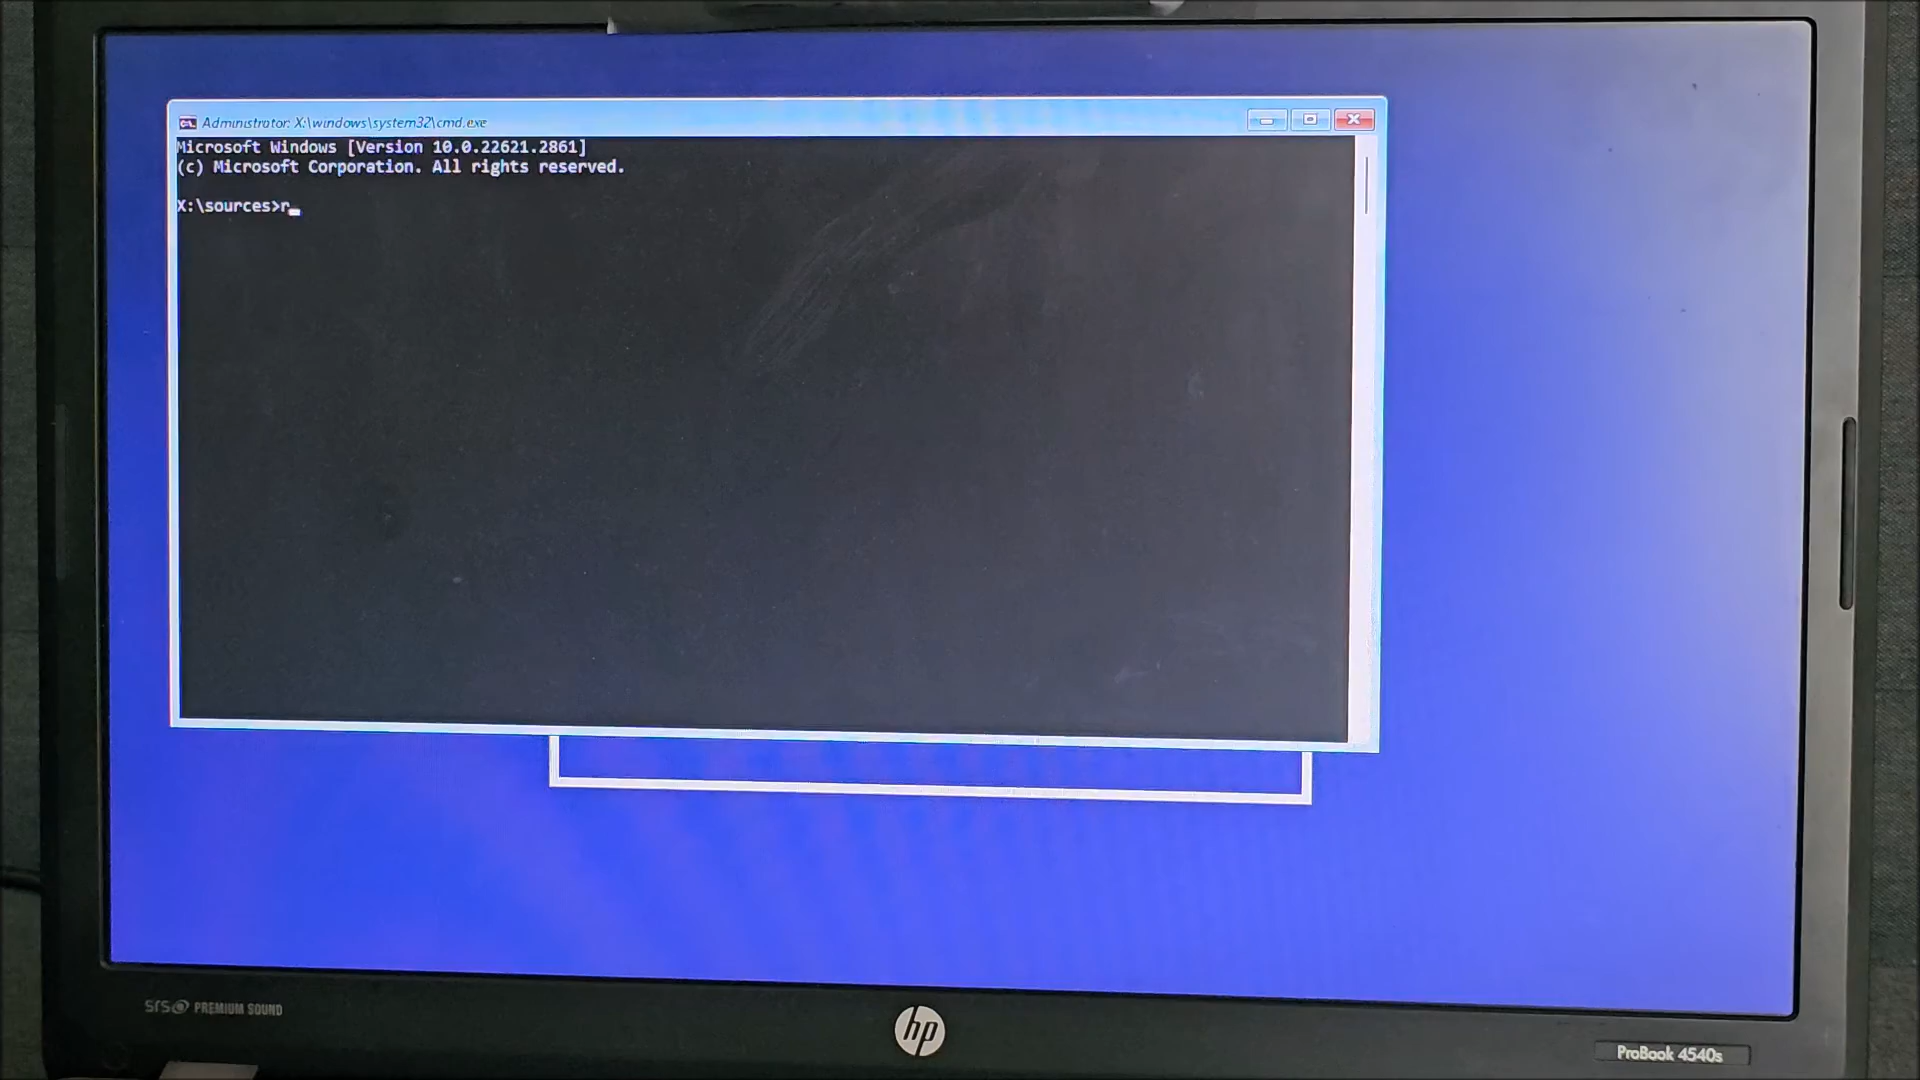 Administrator: X:\windows\system32\cmd.exe
Microsoft Windows [Version 10.0.22621.2861]
(c) Microsoft Corporation. All rights reserved.
X:\sources>r_
SRS PREMIUM SOUND
hp
ProBook 4540s